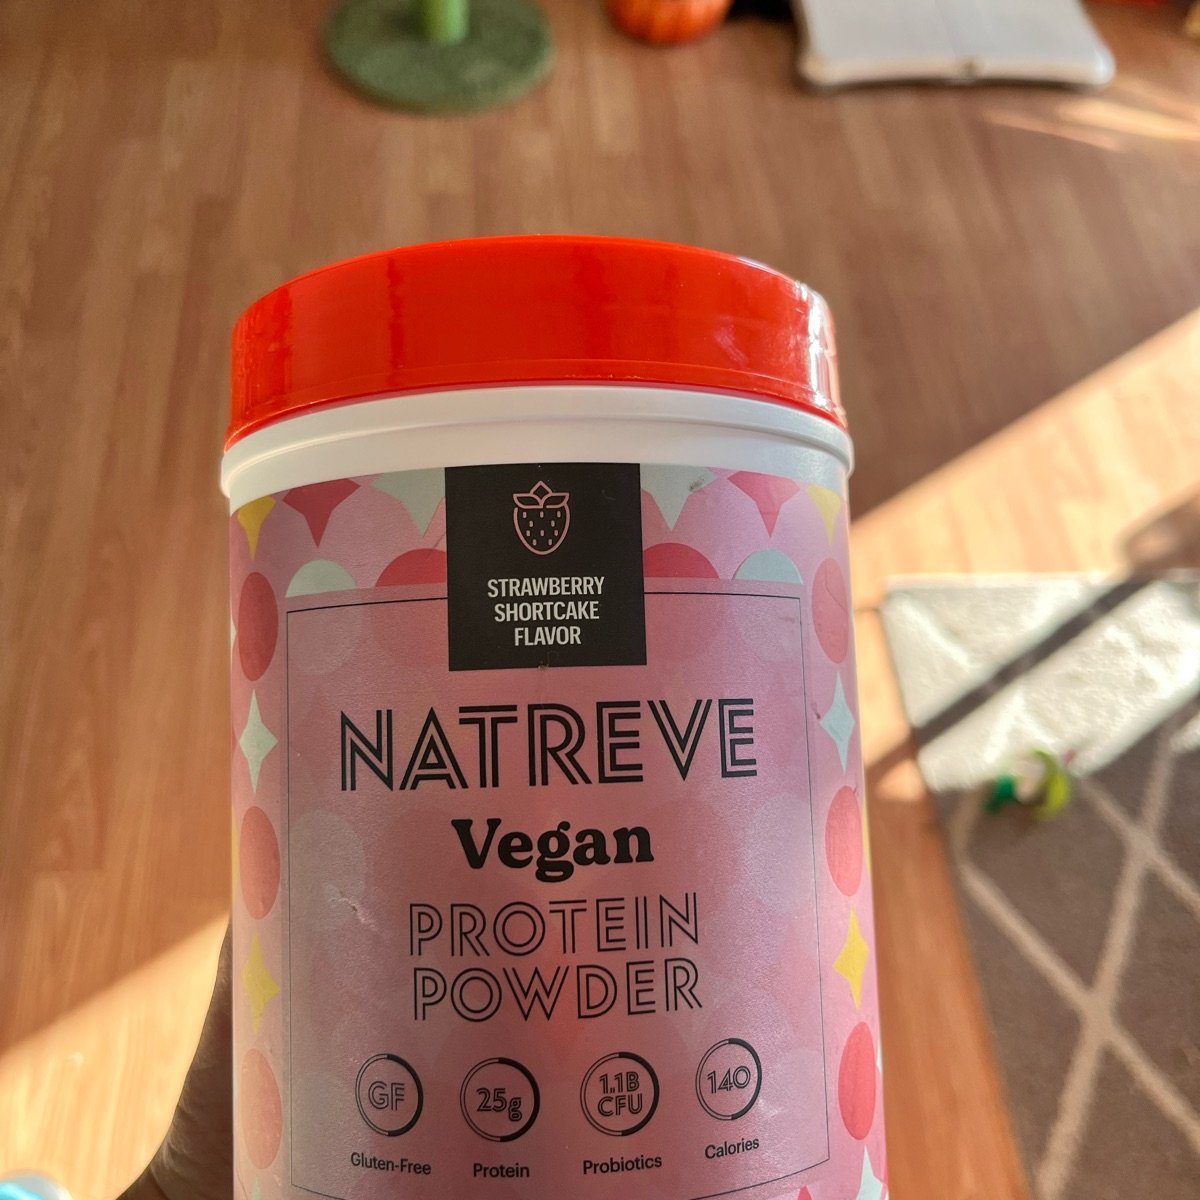 STRAWBERRY
SHORTCAKE
FLAVOR
NATREVE
Vegan
PROTEIN
POWDER
GF
Gluten-Free
25g
Protein
1.1B
CFU
Probiotics
140
Calories